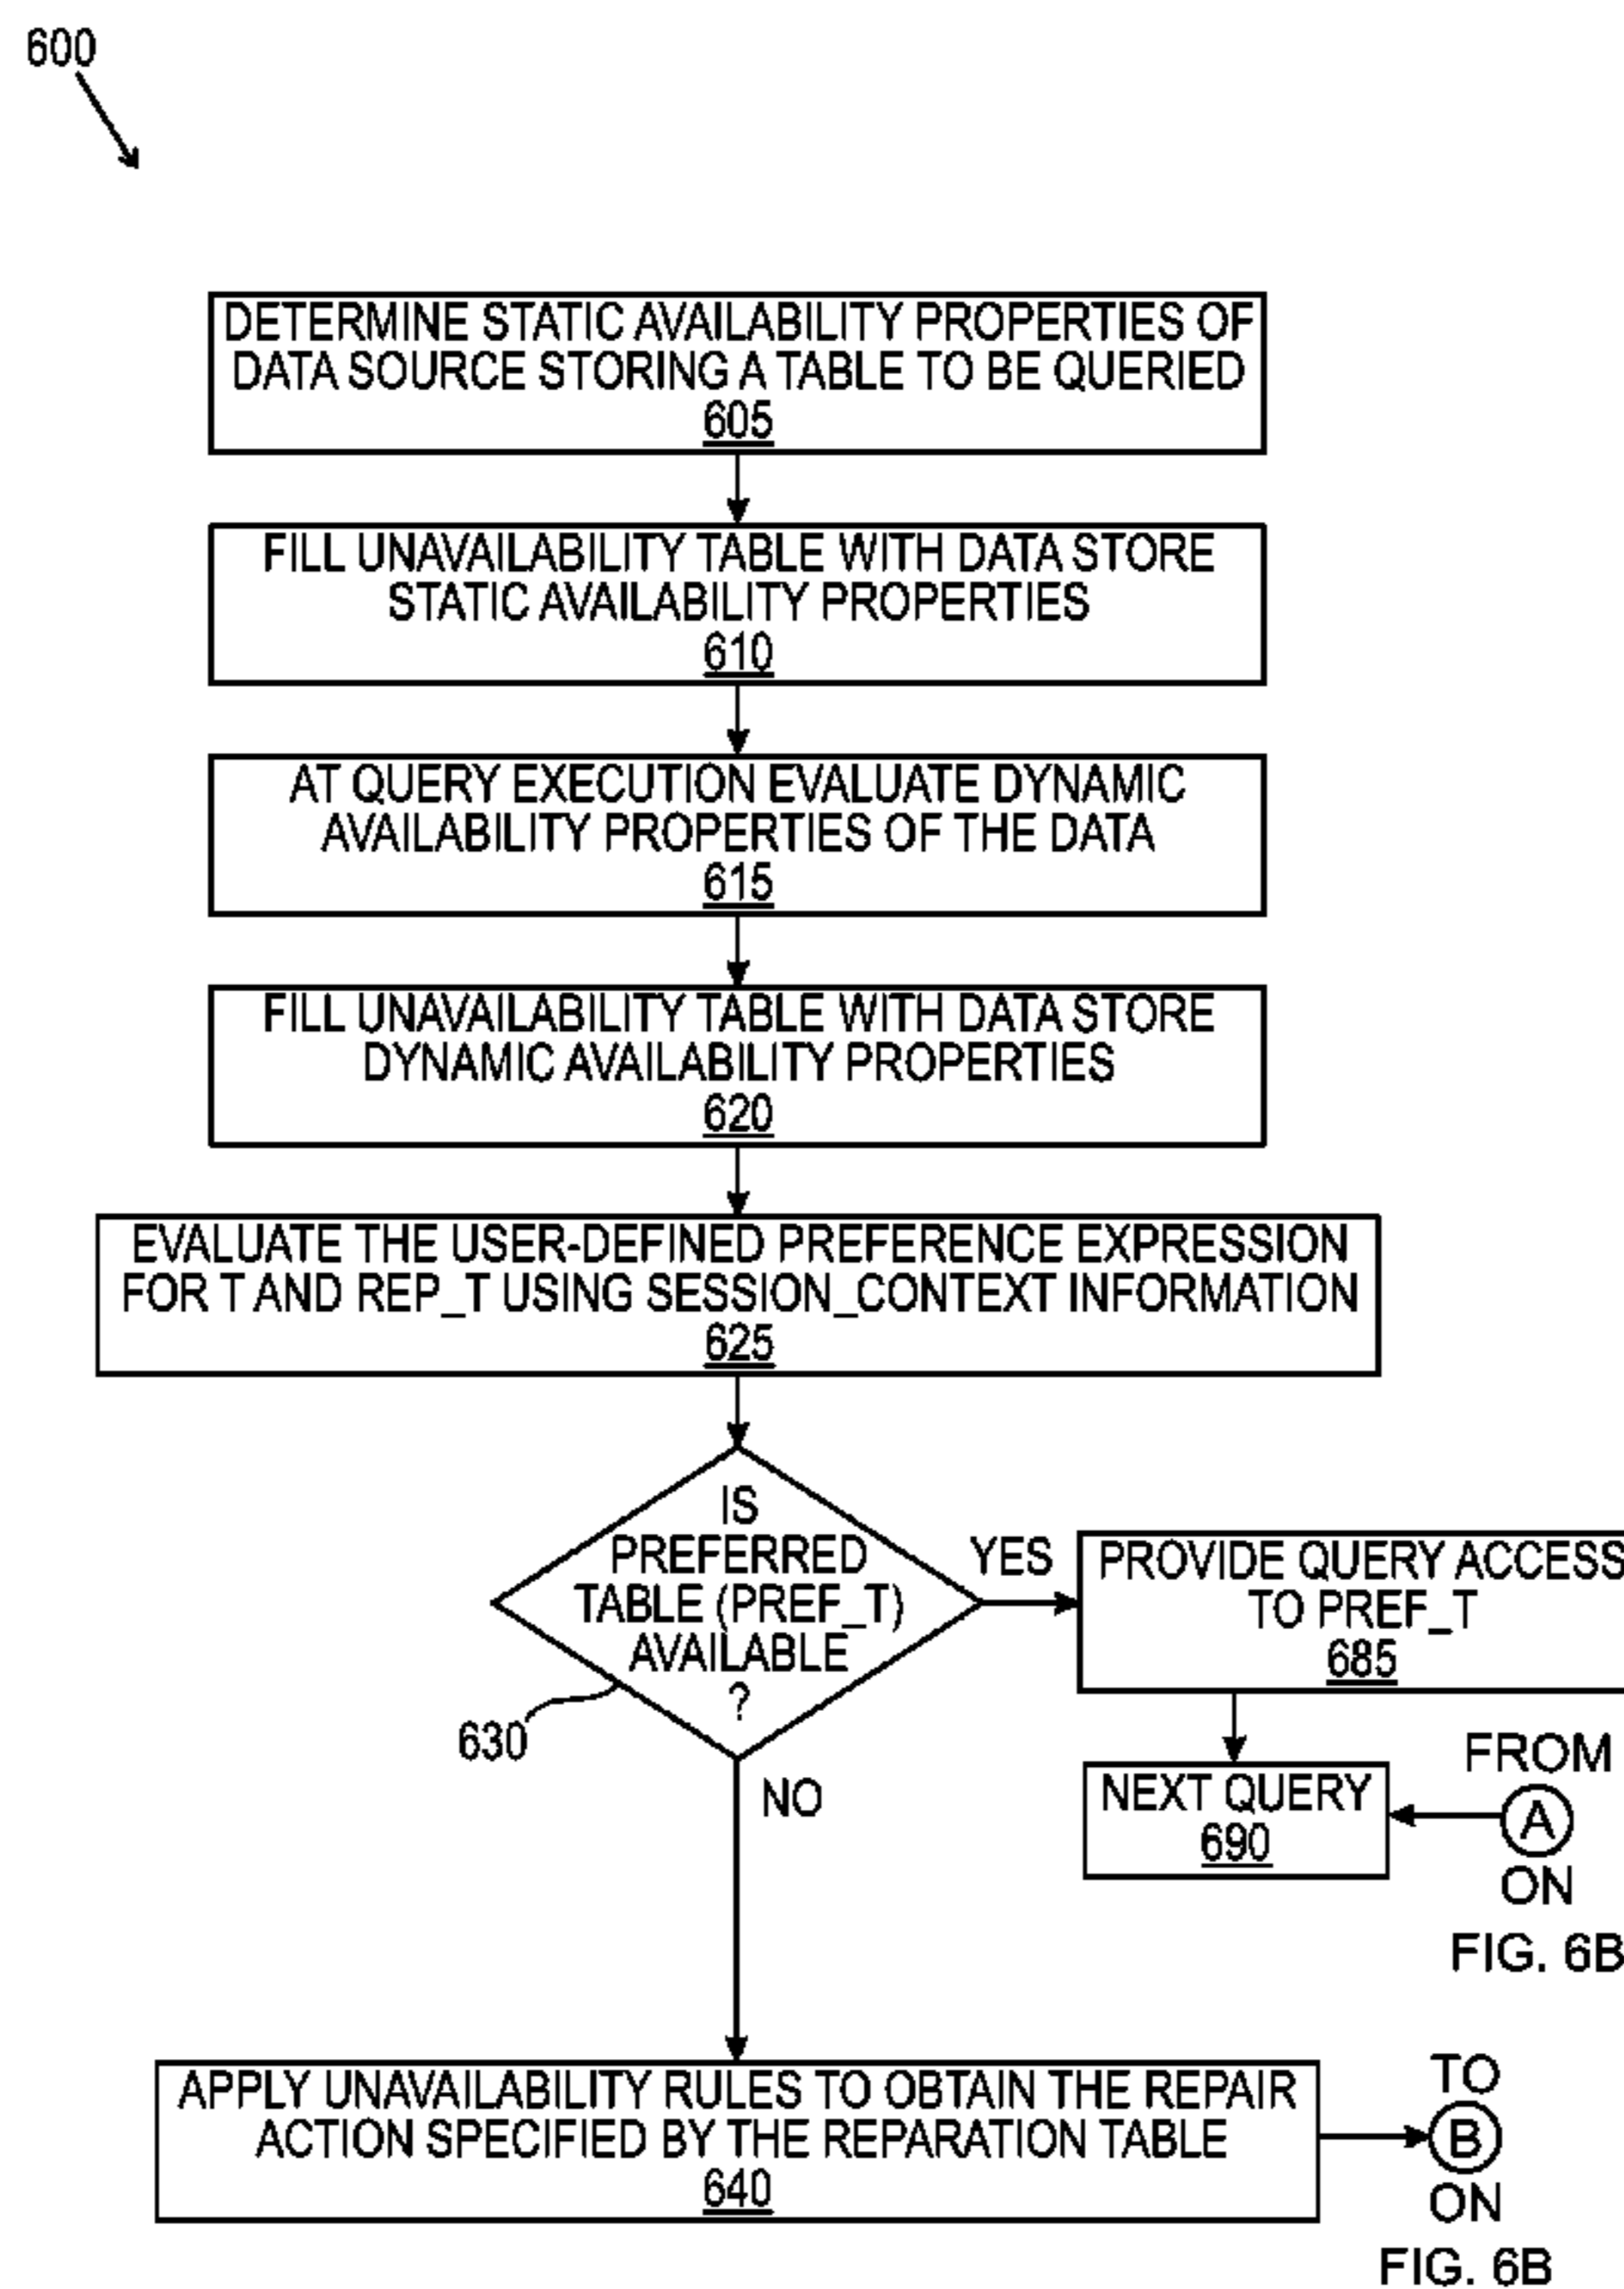 600
DETERMINE STATIC AVAILABILITY PROPERTIES OF
DATA SOURCE STORING A TABLE TO BE QUERIED
605
FILL UNAVAILABILITY TABLE WITH DATA STORE
STATIC AVAILABILITY PROPERTIES
610
AT QUERY EXECUTION EVALUATE DYNAMIC
AVAILABILITY PROPERTIES OF THE DATA
615
FILL UNAVAILABILITY TABLE WITH DATA STORE
DYNAMIC AVAILABILITY PROPERTIES
620
EVALUATE THE USER-DEFINED PREFERENCE EXPRESSION
FOR T AND REP_T USING SESSION_CONTEXT INFORMATION
625
IS
PREFERRED
TABLE (PREF_T)
AVAILABLE
?
630
YES
PROVIDE QUERY ACCESS
TO PREF_T
685
NEXT QUERY
690
FROM
A
ON
FIG. 6B
NO
APPLY UNAVAILABILITY RULES TO OBTAIN THE REPAIR
ACTION SPECIFIED BY THE REPARATION TABLE
640
TO
B
ON
FIG. 6B